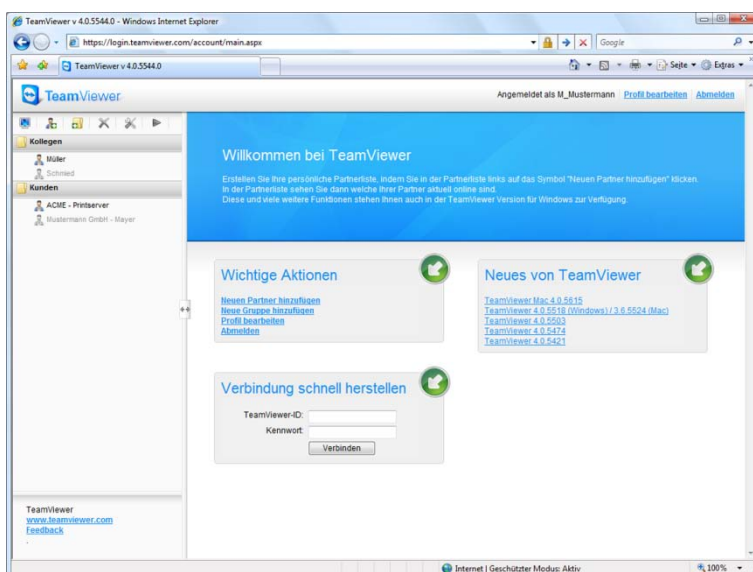 TeamViewer v 4.0.5544.0 - Windows Internet Explorer
https://login.teamviewer.com/account/main.aspx
Google
TeamViewer v 4.0.5544.0
Seite
Extras
TeamViewer
Angemeldet als M_Mustermann Profil bearbeiten Abmelden
Kollegen
Müller
Schmied
Kunden
ACME - Printserver
Mustermann GmbH - Mayer
Willkommen bei TeamViewer
Erstellen Sie Ihre persönliche Partnerliste, indem Sie in der Partnerliste links auf das Symbol "Neuen Partner hinzufügen" klicken.
In der Partnerliste sehen Sie dann welche Ihrer Partner aktuell online sind.
Diese und viele weitere Funktionen stehen Ihnen auch in der TeamViewer Version für Windows zur Verfügung.
Wichtige Aktionen
Neuen Partner hinzufügen
Neue Gruppe hinzufügen
Profil bearbeiten
Abmelden
Neues von TeamViewer
TeamViewer Mac 4.0.5615
TeamViewer 4.0.5518 (Windows) / 3.6.5524 (Mac)
TeamViewer 4.0.5503
TeamViewer 4.0.5474
TeamViewer 4.0.5421
Verbindung schnell herstellen
TeamViewer-ID:
Kennwort:
Verbinden
TeamViewer
www.teamviewer.com
Feedback
Internet | Geschützter Modus: Aktiv
100%